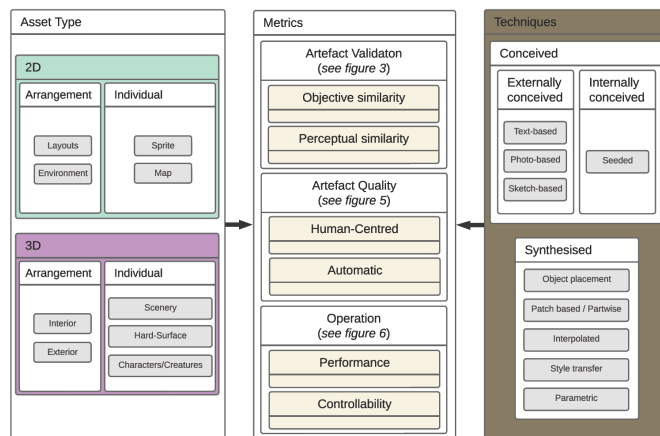 Asset Type
2D
Arrangement
Individual
Layouts
Environment
Sprite
Map
3D
Arrangement
Individual
Interior
Exterior
Scenery
Hard-Surface
Characters/Creatures
Metrics
Artefact Validaton
(see figure 3)
Objective similarity
Perceptual similarity
Artefact Quality
(see figure 5)
Human-Centred
Automatic
Operation
(see figure 6)
Performance
Controllability
Techniques
Conceived
Externally
conceived
Text-based
Photo-based
Sketch-based
Internally
conceived
Seeded
Synthesised
Object placement
Patch based / Partwise
Interpolated
Style transfer
Parametric